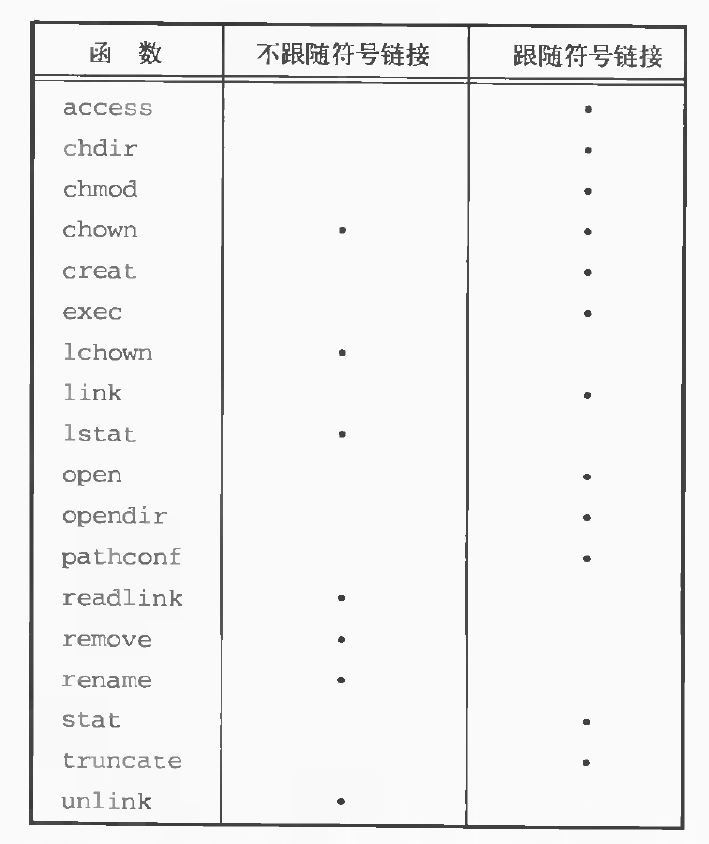 函 数 不跟随符号链接 跟随符号链接
access •
chdir •
chmod •
chown • •
creat •
exec •
lchown •
link •
lstat •
open •
opendir •
pathconf •
readlink •
remove •
rename •
stat •
truncate •
unlink •